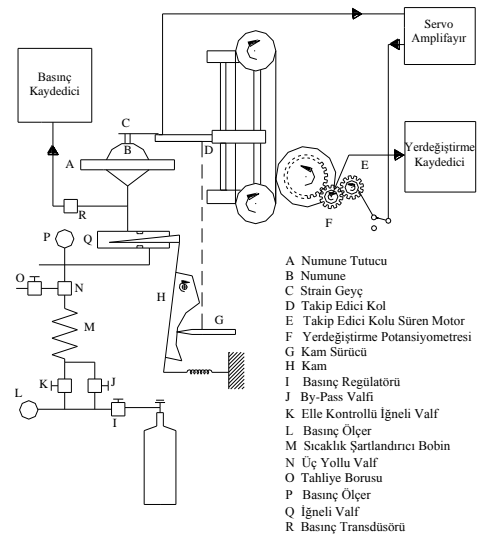 Servo
Amplifayır
Basınç
Kaydedici
C
B
D
A
Yerdeğiştirme
Kaydedici
E
R
F
P
Q
O
N
H
G
M
K
J
L
I
A Numune Tutucu
B Numune
C Strain Geyç
D Takip Edici Kol
E Takip Edici Kolu Süren Motor
F Yerdeğiştirme Potansiyometresi
G Kam Sürücü
H Kam
I Basınç Regülatörü
J By-Pass Valfi
K Elle Kontrollü İğneli Valf
L Basınç Ölçer
M Sıcaklık Şartlandırıcı Bobin
N Üç Yollu Valf
O Tahliye Borusu
P Basınç Ölçer
Q İğneli Valf
R Basınç Transdüsörü